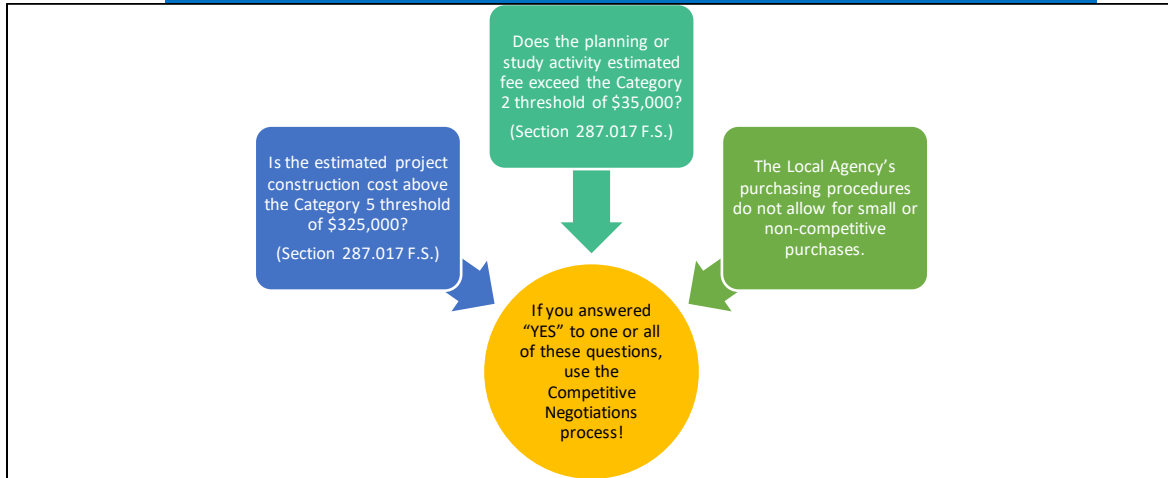 Does the planning or
study activity estimated
fee exceed the Category
2 threshold of $35,000?
(Section 287.017 F.S.)
Is the estimated project
construction cost above
the Category 5 threshold
of $325,000?
(Section 287.017 F.S.)
The Local Agency’s
purchasing procedures
do not allow for small or
non-competitive
purchases.
If you answered
“YES” to one or all
of these questions,
use the
Competitive
Negotiations
process!